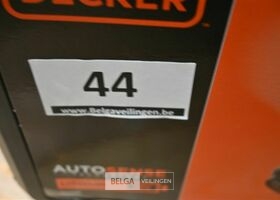 DECKER
44
www.Belgaveilingen.be
AUTOSENSE
BELGA VEILINGEN